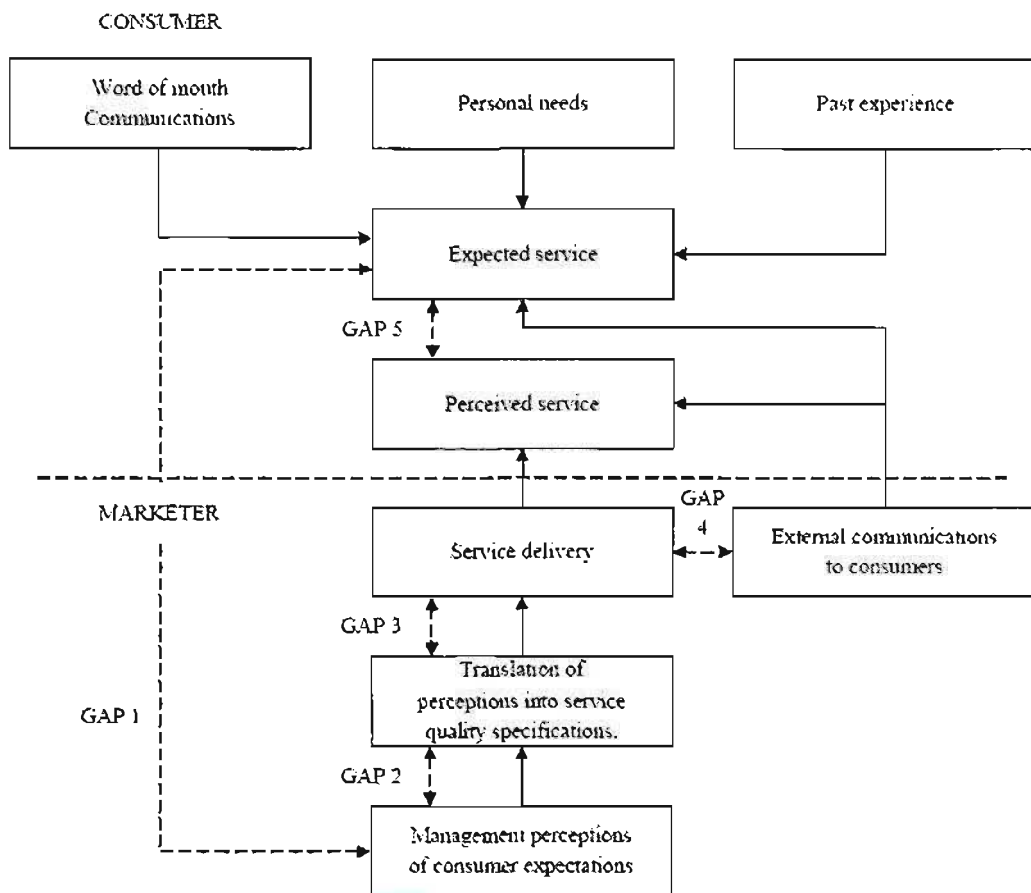 CONSUMER
Word of mouth
Communications
Personal needs
Past experience
Expected service
GAP 5
Perceived service
MARKETER
GAP
4
Service delivery
External communications
to consumers
GAP 3
Translation of
perceptions into service
quality specifications.
GAP 1
GAP 2
Management perceptions
of consumer expectations